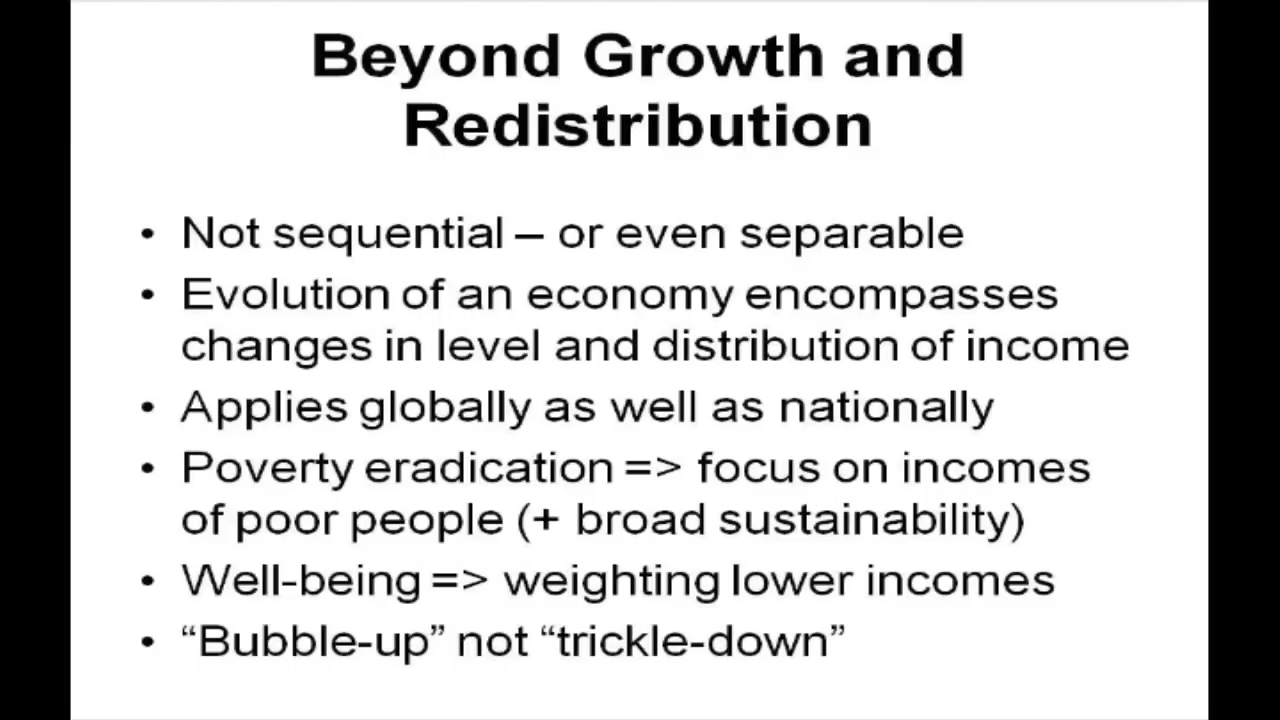 Beyond Growth and
Redistribution
• Not sequential – or even separable
• Evolution of an economy encompasses
changes in level and distribution of income
• Applies globally as well as nationally
• Poverty eradication => focus on incomes
of poor people (+ broad sustainability)
• Well-being => weighting lower incomes
• “Bubble-up” not “trickle-down”